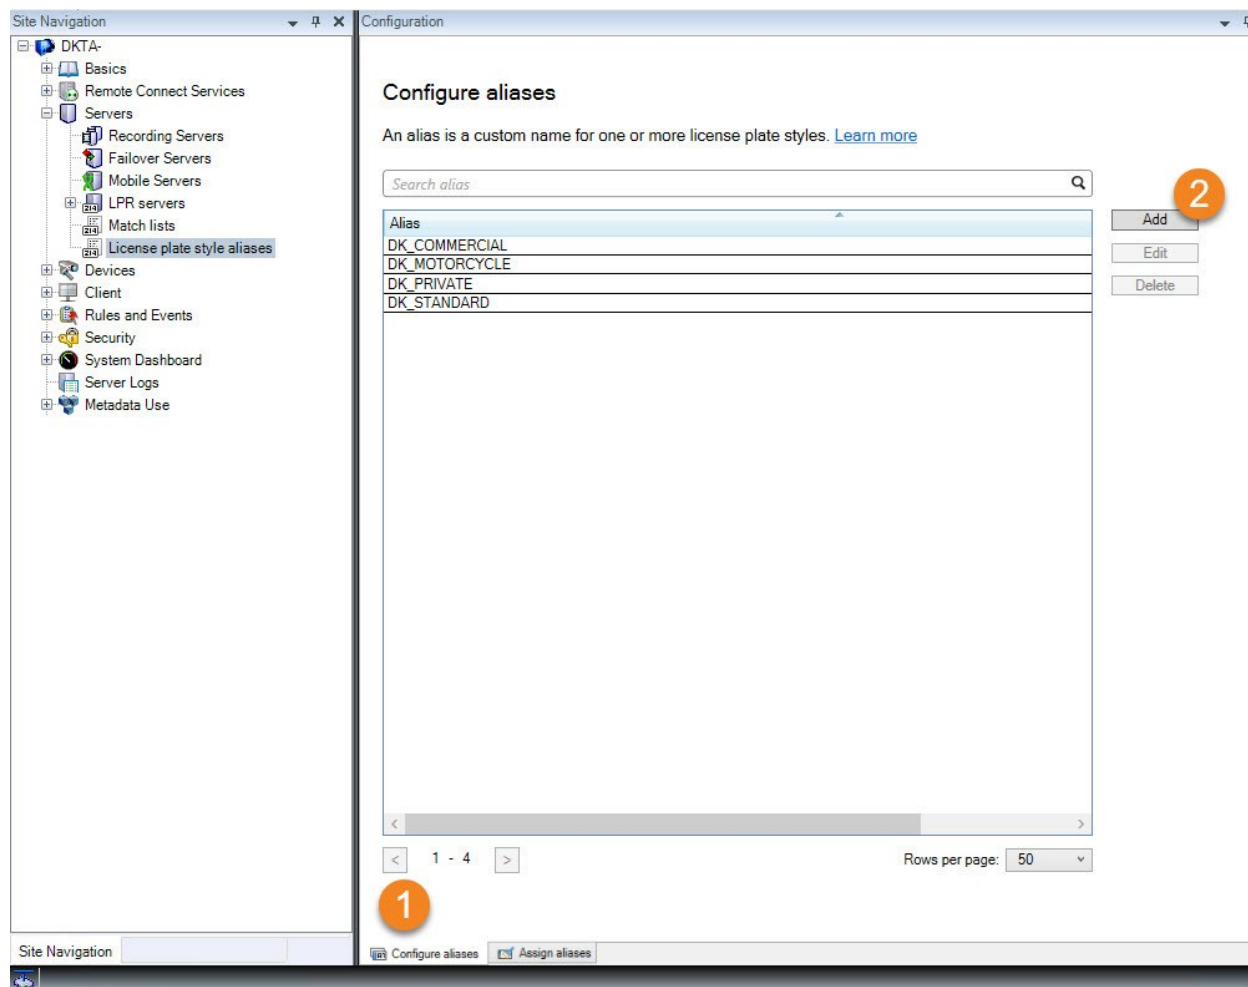 Site Navigation
DKTA-
Basics
Remote Connect Services
Servers
Recording Servers
Failover Servers
Mobile Servers
LPR servers
Match lists
License plate style aliases
Devices
Client
Rules and Events
Security
System Dashboard
Server Logs
Metadata Use
Site Navigation
Configuration
Configure aliases
An alias is a custom name for one or more license plate styles. Learn more
Search alias
2
Alias
Add
DK_COMMERCIAL
Edit
DK_MOTORCYCLE
DK_PRIVATE
Delete
DK_STANDARD
< 1 - 4 >
Rows per page: 50
1
Configure aliases
Assign aliases